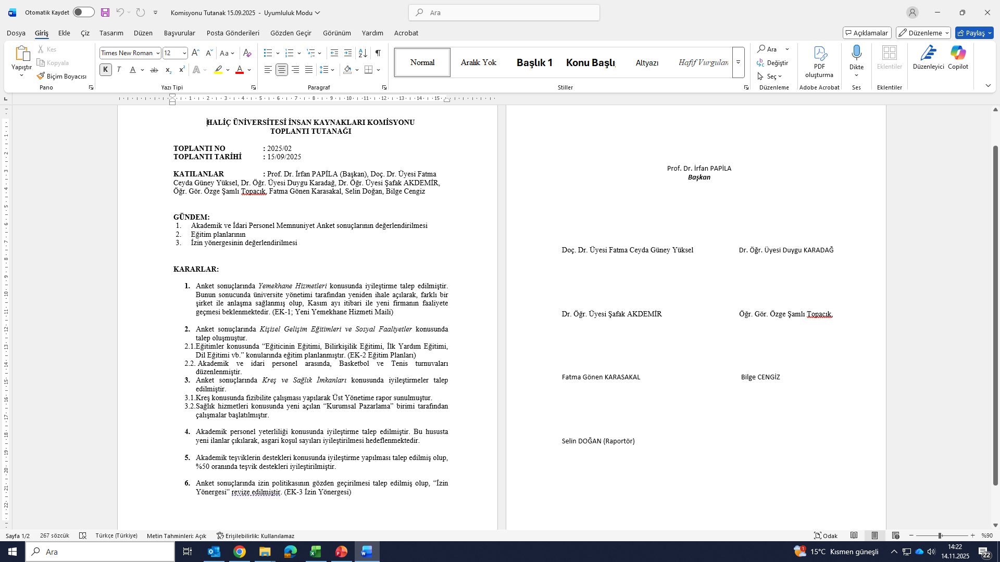 Otomatik Kaydet
Komisyonu Tutanak 15.09.2025 - Uyumluluk Modu
Ara
Dosya Giriş Ekle Çiz Tasarım Düzen Başvurular Posta Gönderileri Gözden Geçir Görünüm Yardım Acrobat
Açıklamalar Düzenleme Paylaş
Yapıştır
Kes
Kopyala
Biçim Boyacısı
Pano
Times New Roman 12
Yazı Tipi
Paragraf
Normal Aralık Yok Başlık 1 Konu Başlı Altyazı Hafif Vurgulan
Stiller
Ara
Değiştir
Seç
Düzenleme
PDF oluşturma
Adobe Acrobat
Dikte
Ses
Eklentiler
Eklentiler
Düzenleyici Copilot
HALİÇ ÜNİVERSİTESİ İNSAN KAYNAKLARI KOMİSYONU
TOPLANTI TUTANAĞI
TOPLANTI NO : 2025/02
TOPLANTI TARİHİ : 15/09/2025
KATILANLAR : Prof. Dr. İrfan PAPİLA (Başkan), Doç. Dr. Üyesi Fatma
Ceyda Güney Yüksel, Dr. Öğr. Üyesi Duygu Karadağ, Dr. Öğr. Üyesi Şafak AKDEMİR,
Öğr. Gör. Özge Şamlı Topacık, Fatma Gönen Karasakal, Selin Doğan, Bilge Cengiz
GÜNDEM:
1. Akademik ve İdari Personel Memnuniyet Anket sonuçlarının değerlendirilmesi
2. Eğitim planlarının
3. İzin yönergesinin değerlendirilmesi
KARARLAR:
1. Anket sonuçlarında Yemekhane Hizmetleri konusunda iyileştirme talep edilmiştir.
Bunun sonucunda üniversite yönetimi tarafından yeniden ihale açılarak, farklı bir
şirket ile anlaşma sağlanmış olup, Kasım ayı itibari ile yeni firmanın faaliyete
geçmesi beklenmektedir. (EK-1; Yeni Yemekhane Hizmeti Maili)
2. Anket sonuçlarında Kişisel Gelişim Eğitimleri ve Sosyal Faaliyetler konusunda
talep oluşmuştur.
2.1.Eğitimler konusunda “Eğiticinin Eğitimi, Bilirkişilik Eğitimi, İlk Yardım Eğitimi,
Dil Eğitimi vb.” konularında eğitim planlanmıştır. (EK-2 Eğitim Planları)
2.2. Akademik ve idari personel arasında, Basketbol ve Tenis turnuvaları
düzenlenmiştir.
3. Anket sonuçlarında Kreş ve Sağlık İmkanları konusunda iyileştirmeler talep
edilmiştir.
3.1.Kreş konusunda fizibilite çalışması yapılarak Üst Yönetime rapor sunulmuştur.
3.2.Sağlık hizmetleri konusunda yeni açılan “Kurumsal Pazarlama” birimi tarafından
çalışmalar başlatılmıştır.
4. Akademik personel yeterliliği konusunda iyileştirme talep edilmiştir. Bu hususta
yeni ilanlar çıkılarak, asgari koşul sayıları iyileştirilmesi hedeflenmektedir.
5. Akademik teşviklerin destekleri konusunda iyileştirme yapılması talep edilmiş olup,
%50 oranında teşvik destekleri iyileştirilmiştir.
6. Anket sonuçlarında izin politikasının gözden geçirilmesi talep edilmiş olup, “İzin
Yönergesi” revize edilmiştir. (EK-3 İzin Yönergesi)
Prof. Dr. İrfan PAPİLA
Başkan
Doç. Dr. Üyesi Fatma Ceyda Güney Yüksel Dr. Öğr. Üyesi Duygu KARADAĞ
Dr. Öğr. Üyesi Şafak AKDEMİR Öğr. Gör. Özge Şamlı Topacık,
Fatma Gönen KARASAKAL Bilge CENGİZ
Selin DOĞAN (Raportör)
Sayfa 1/2 267 sözcük Türkçe (Türkiye) Metin Tahminleri: Açık Erişilebilirlik: Kullanılamaz
Odak %90
Ara
15°C Kısmen güneşli
14:22
14.11.2025
22